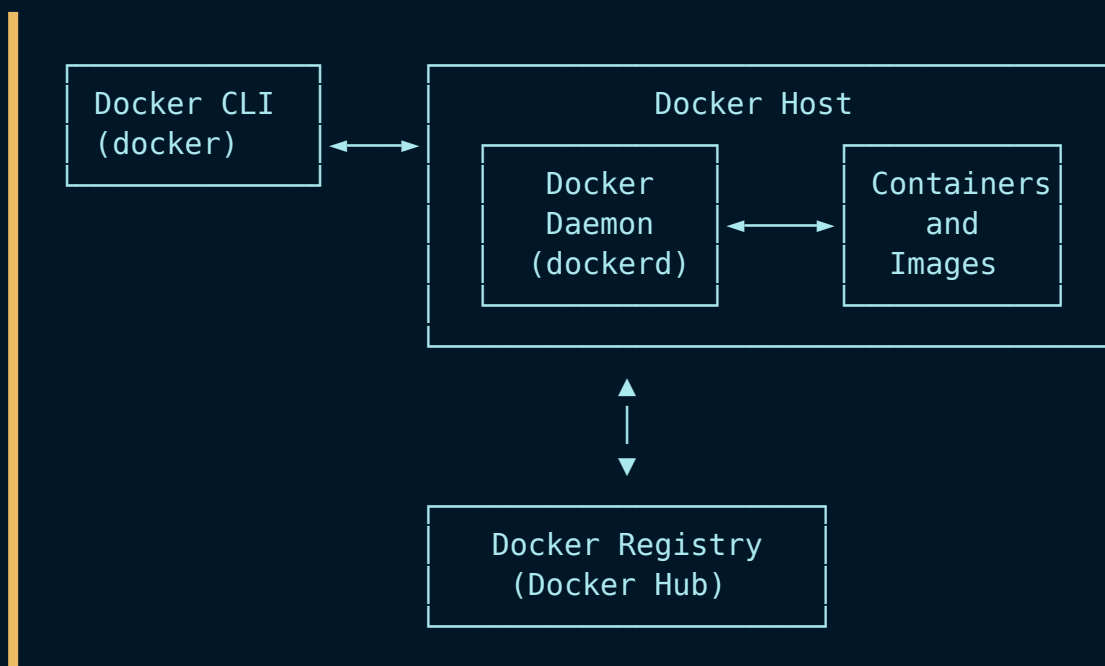 Docker CLI
(docker)
Docker Host
Docker
Daemon
(dockerd)
Containers
and
Images
Docker Registry
(Docker Hub)